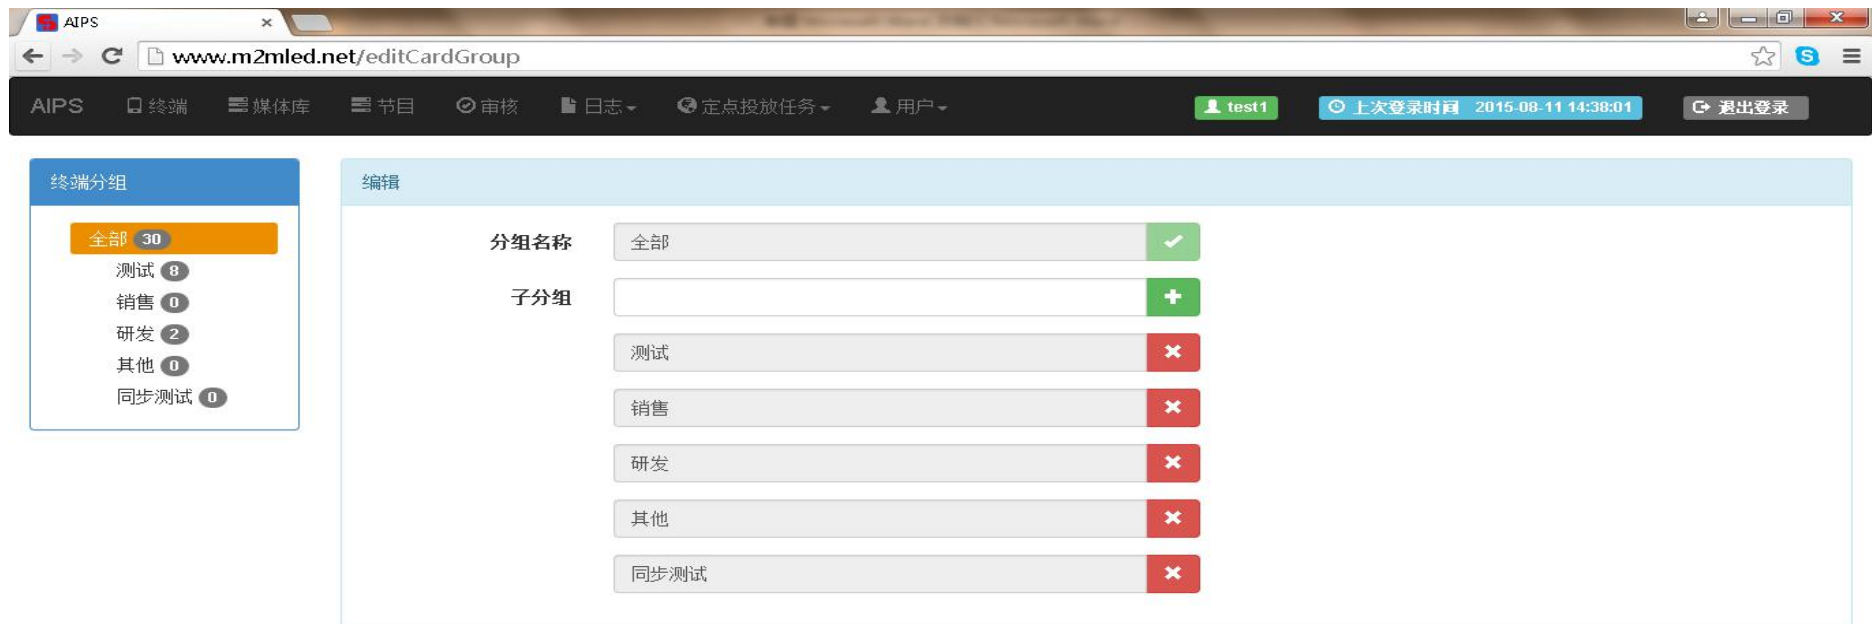 AIPS
www.m2mled.net/editCardGroup
AIPS 终端 媒体库 节目 审核 日志 定点投放任务 用户 test1 上次登录时间 2015-08-11 14:38:01 退出登录
终端分组
全部 30
测试 8
销售 0
研发 2
其他 0
同步测试 0
编辑
分组名称 全部
子分组
测试
销售
研发
其他
同步测试